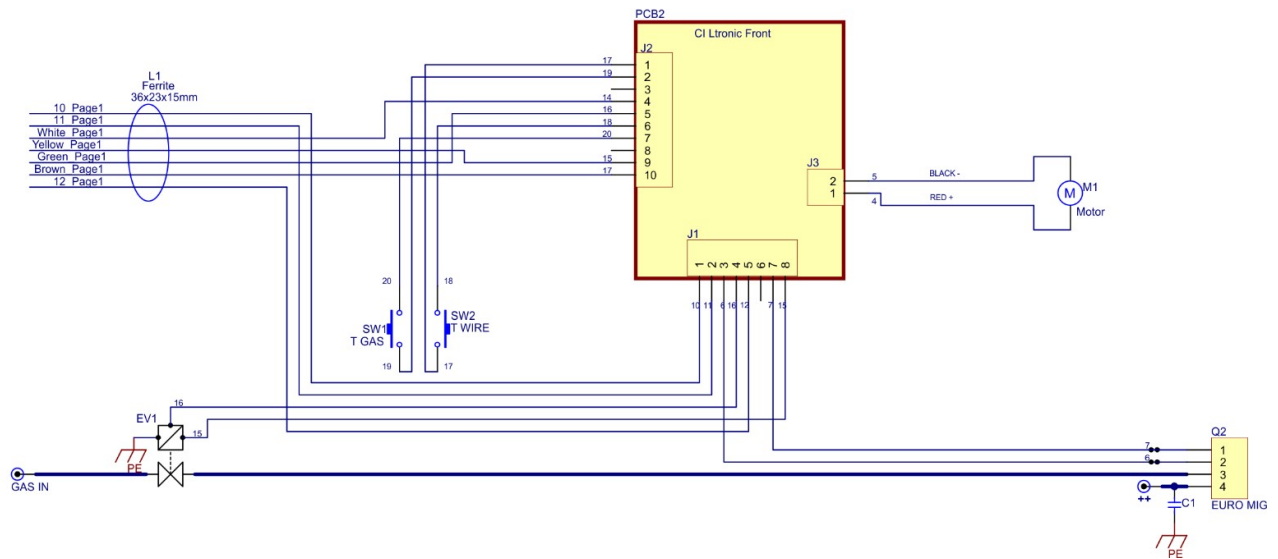 PCB2
CI Ltronic Front
J2
L1
Ferrite
36x23x15mm
10 Page1
11 Page1
White Page1
Yellow Page1
Green Page1
Brown Page1
12 Page1
17 1
19 2
3
14 4
16 5
18 6
20 7
8
15 9
17 10
J3
2 5 BLACK -
1 4 RED +
M
M1
Motor
J1
1 2 3 4 5 6 7 8
10 11 6 16 12 7 15
20 18
SW1
T GAS
SW2
T WIRE
19 17
EV1
16
15
PE
GAS IN
Q2
7 1
6 2
3
4
++
C1
EURO MIG
PE